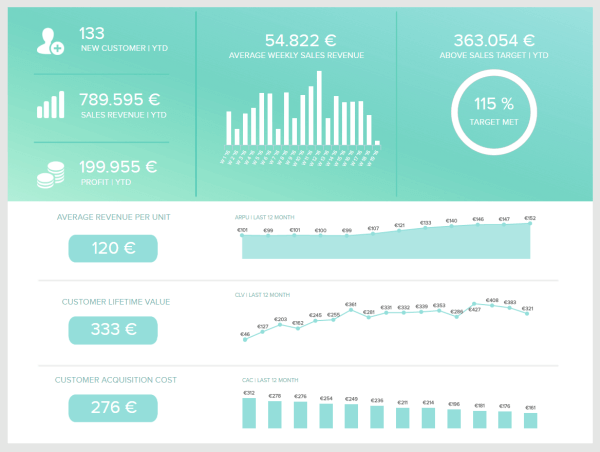 133
NEW CUSTOMER | YTD
789.595 €
SALES REVENUE | YTD
199.955 €
PROFIT | YTD
54.822 €
AVERAGE WEEKLY SALES REVENUE
363.054 €
ABOVE SALES TARGET | YTD
115 %
TARGET MET
AVERAGE REVENUE PER UNIT
120 €
ARPU | LAST 12 MONTH
€101 €99 €101 €100 €99 €107 €121 €133 €140 €146 €147 €152
CUSTOMER LIFETIME VALUE
333 €
CLV | LAST 12 MONTH
€46 €127 €203 €162 €245 €255 €361 €281 €331 €332 €339 €353 €286 €427 €408 €383 €321
CUSTOMER ACQUISITION COST
276 €
CAC | LAST 12 MONTH
€312 €278 €276 €254 €249 €236 €211 €214 €196 €181 €176 €161